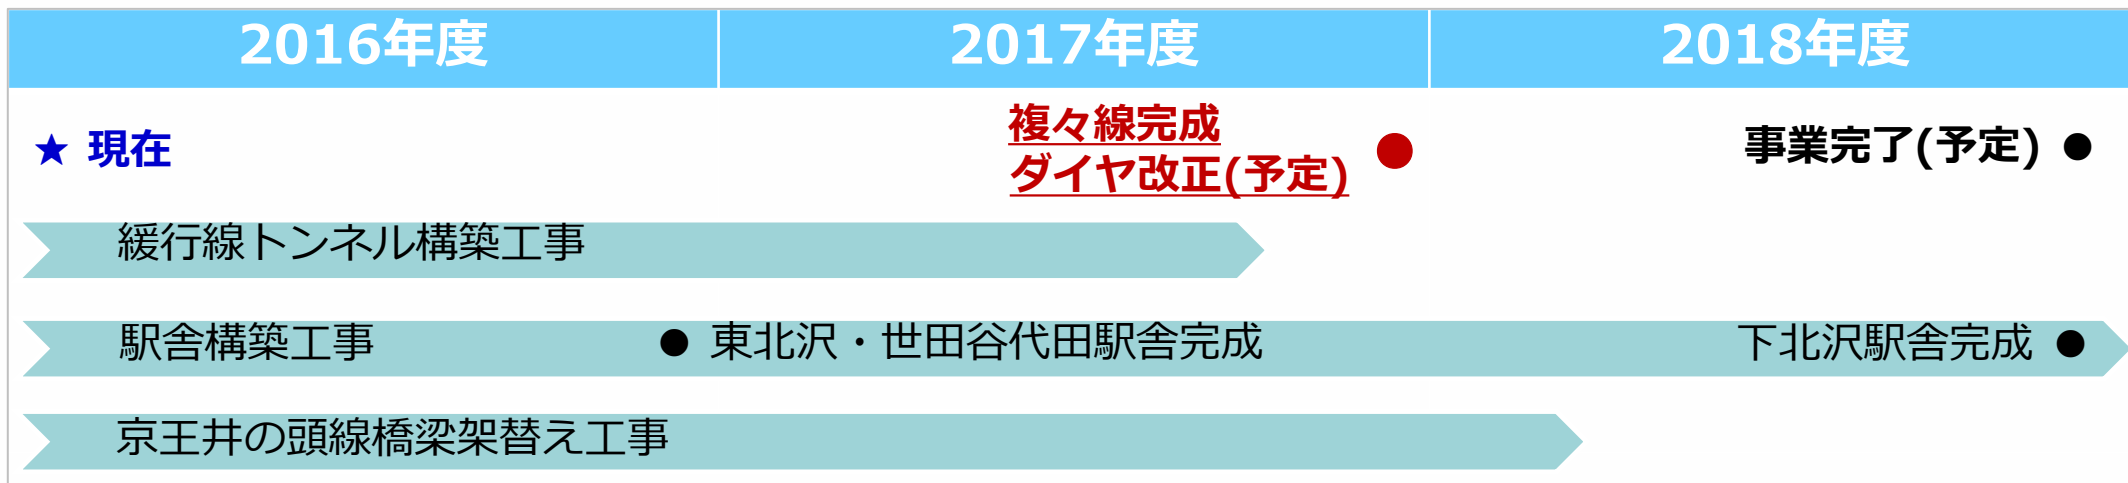 2016年度
2017年度
2018年度
★ 現在
複々線完成
ダイヤ改正(予定)
●
事業完了(予定) ●
緩行線トンネル構築工事
駅舎構築工事
● 東北沢・世田谷代田駅舎完成
下北沢駅舎完成 ●
京王井の頭線橋梁架替え工事